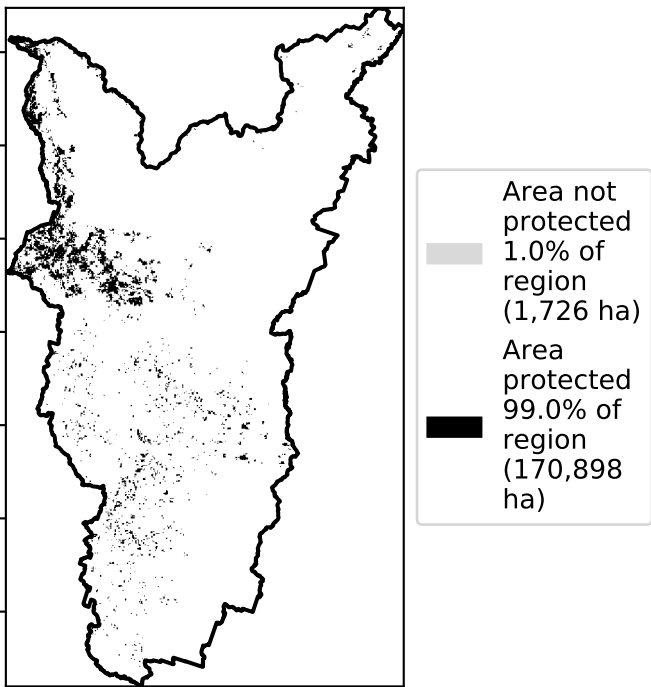 Area not
protected
1.0% of
region
(1,726 ha)
Area
protected
99.0% of
region
(170,898
ha)